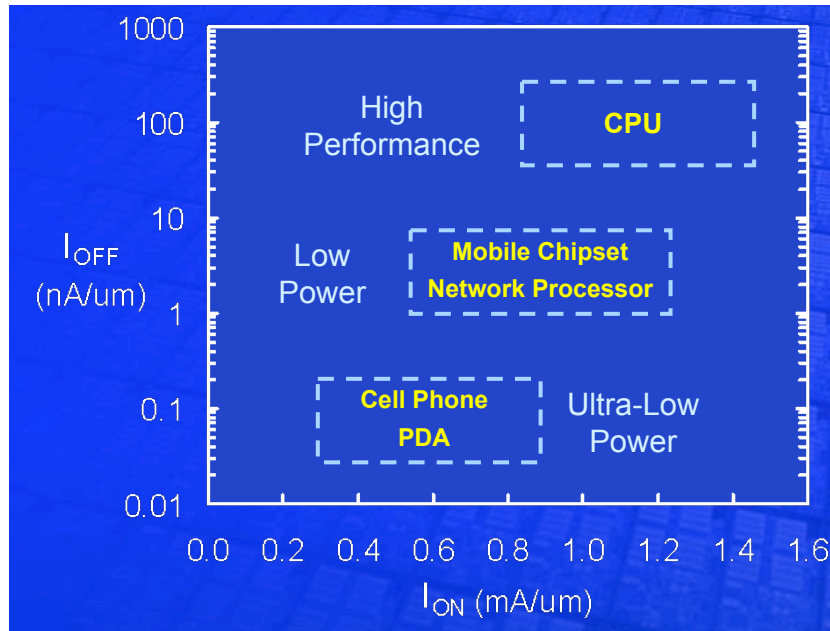 1000
100
10
1
0.1
0.01
I_OFF
(nA/um)
High
Performance
CPU
Low
Power
Mobile Chipset
Network Processor
Cell Phone
PDA
Ultra-Low
Power
0.0 0.2 0.4 0.6 0.8 1.0 1.2 1.4 1.6
I_ON (mA/um)